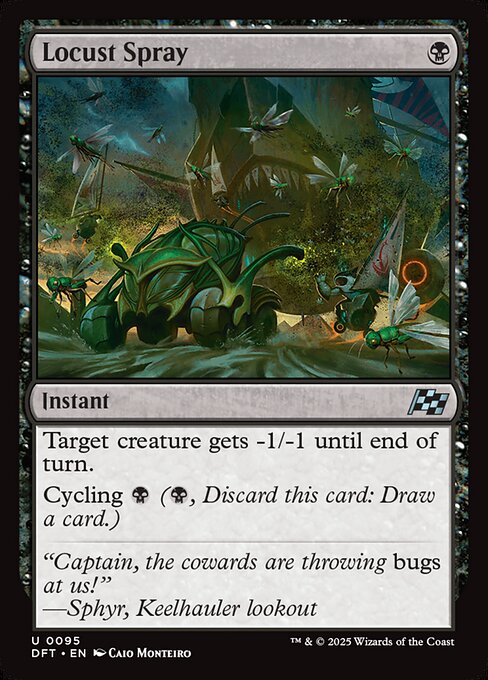 Locust Spray
Instant
Target creature gets -1/-1 until end of
turn.
Cycling (, Discard this card: Draw
a card.)
“Captain, the cowards are throwing bugs
at us!”
—Sphyr, Keelhauler lookout
U 0095
DFT • EN Caio Monteiro
™ & © 2025 Wizards of the Coast